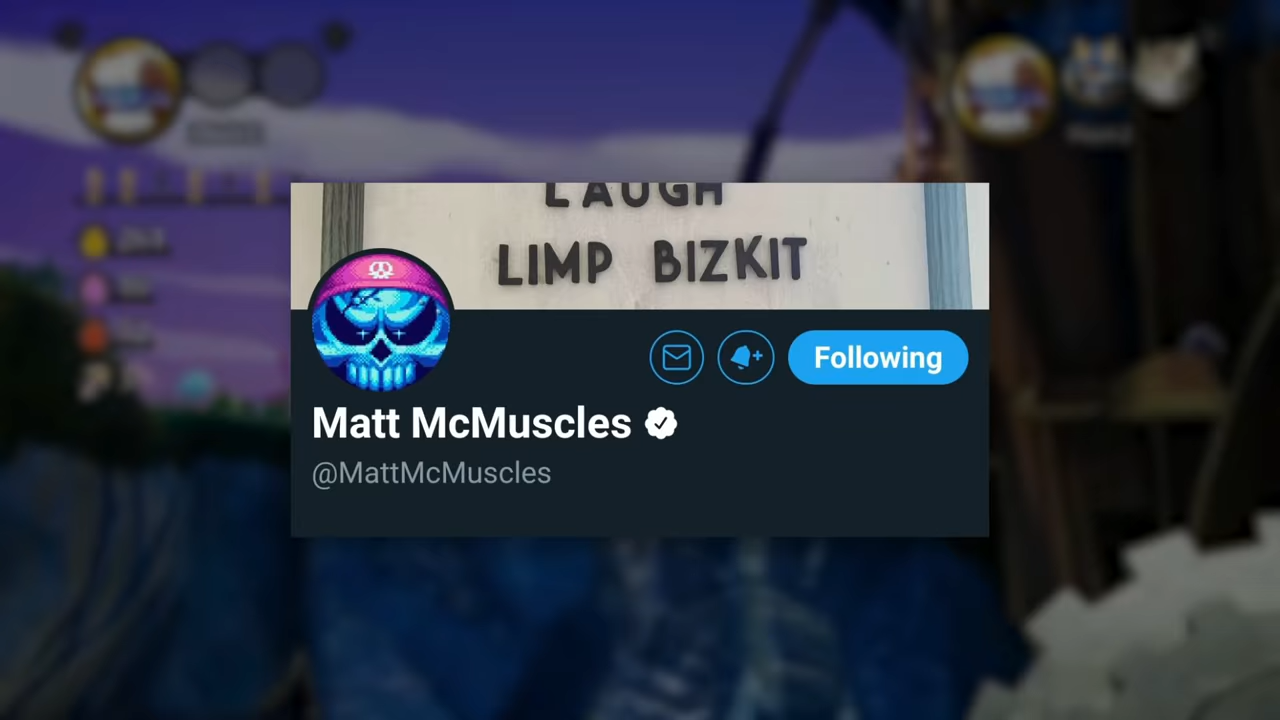 LAUGH
LIMP BIZKIT
Following
Matt McMuscles
@MattMcMuscles